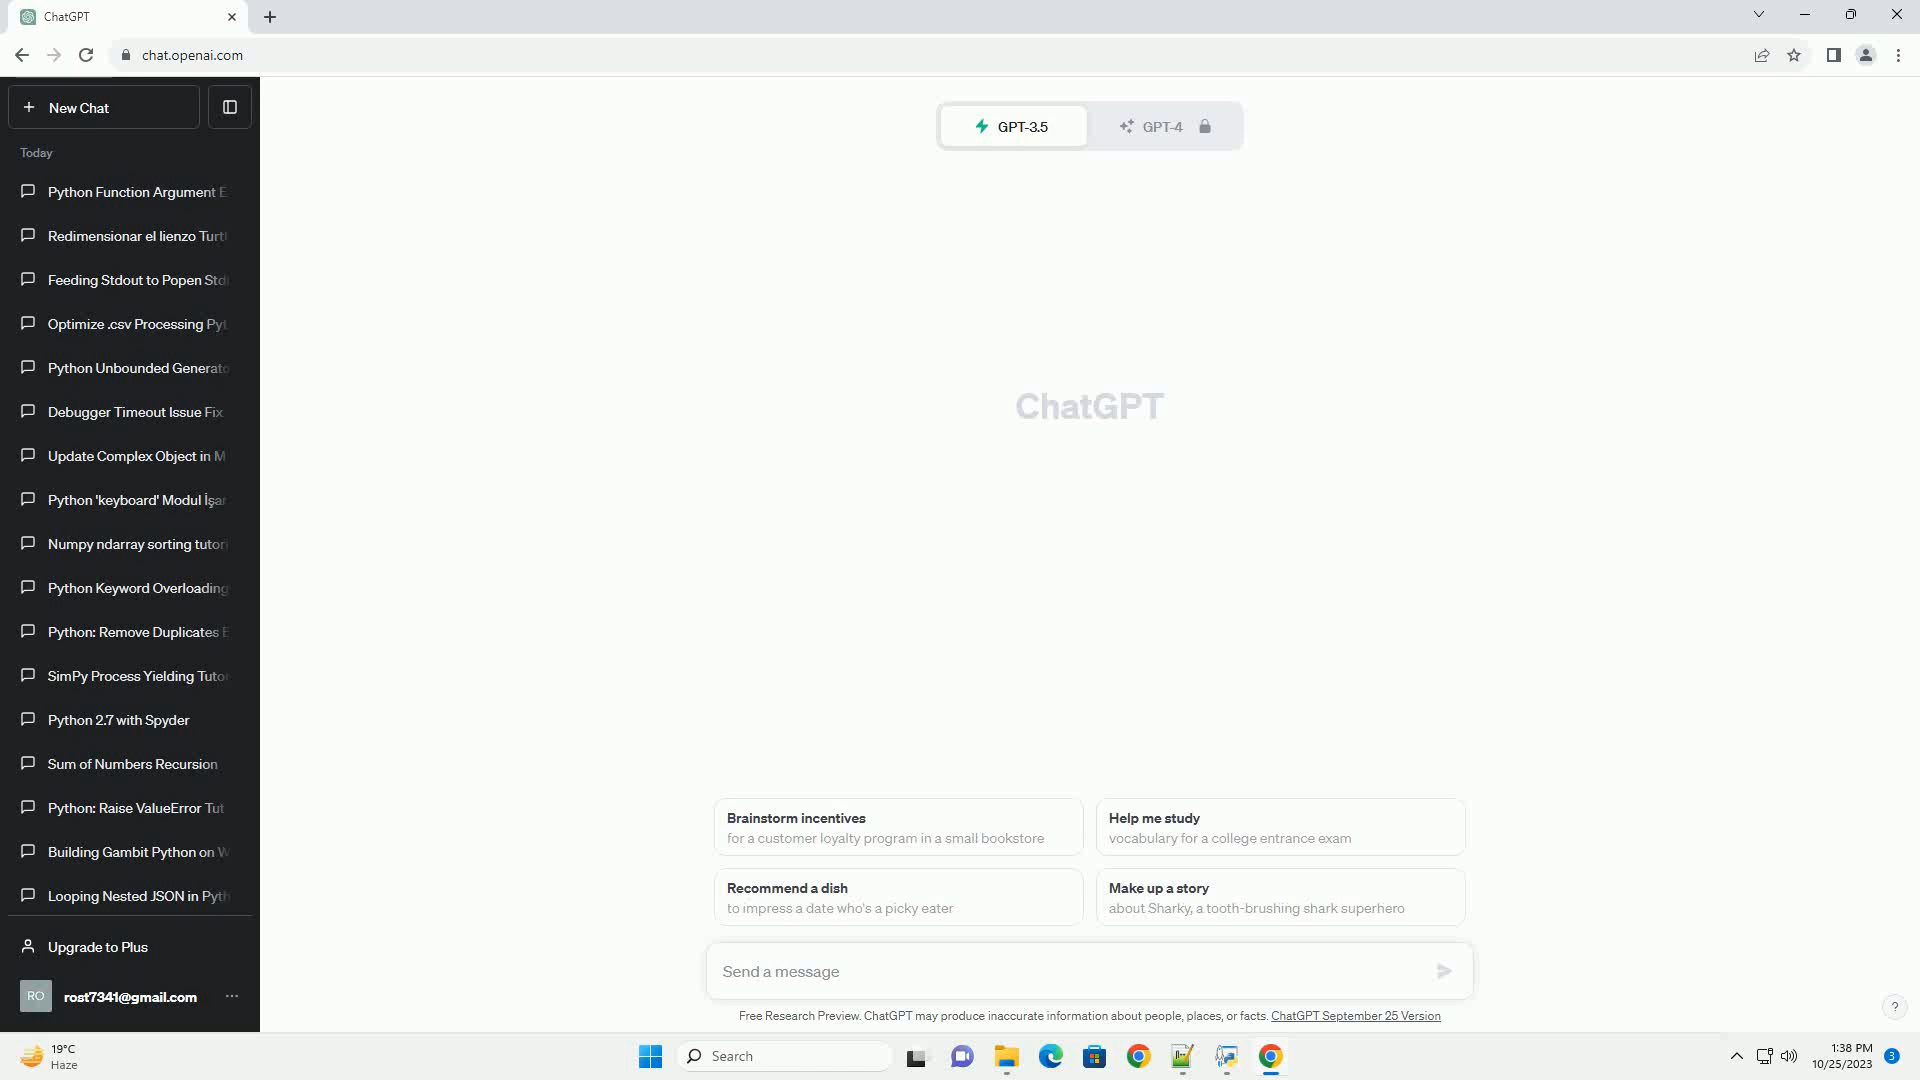 ChatGPT
chat.openai.com
New Chat
Today
Python Function Argument E
Redimensionar el lienzo Turt
Feeding Stdout to Popen Std
Optimize .csv Processing Pyt
Python Unbounded Generato
Debugger Timeout Issue Fix
Update Complex Object in M
Python 'keyboard' Modul İşar
Numpy ndarray sorting tutori
Python Keyword Overloading
Python: Remove Duplicates E
SimPy Process Yielding Tutor
Python 2.7 with Spyder
Sum of Numbers Recursion
Python: Raise ValueError Tut
Building Gambit Python on W
Looping Nested JSON in Pyth
Upgrade to Plus
RO
rost7341@gmail.com
GPT-3.5
GPT-4
ChatGPT
Brainstorm incentives
for a customer loyalty program in a small bookstore
Help me study
vocabulary for a college entrance exam
Recommend a dish
to impress a date who's a picky eater
Make up a story
about Sharky, a tooth-brushing shark superhero
Send a message
Free Research Preview. ChatGPT may produce inaccurate information about people, places, or facts. ChatGPT September 25 Version
?
19°C
Haze
Search
1:38 PM
10/25/2023
3